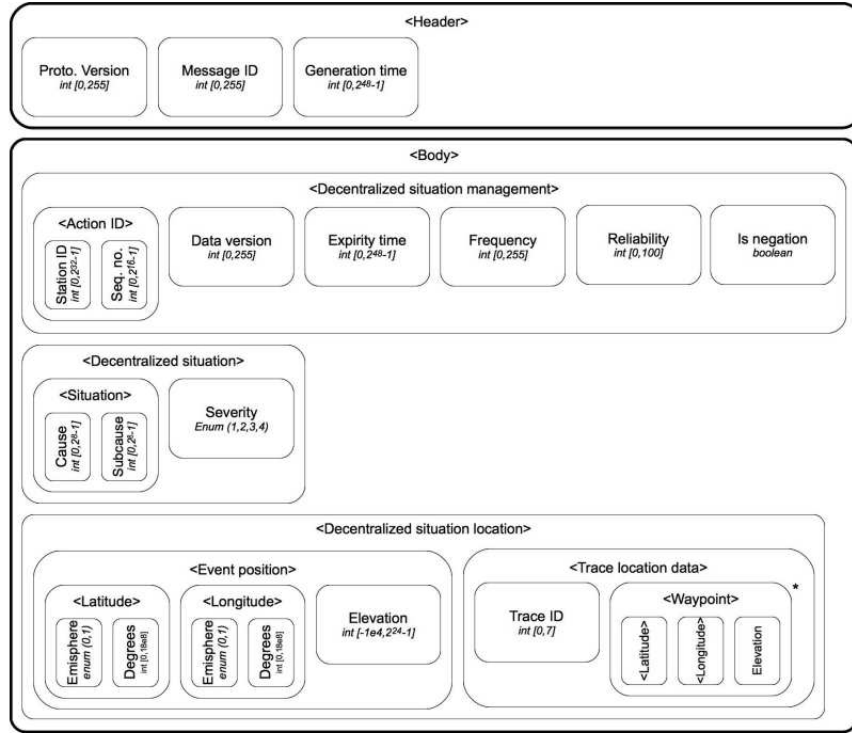 <Header>
Proto. Version
int [0,255]
Message ID
int [0,255]
Generation time
int [0,2⁴⁸-1]
<Body>
<Decentralized situation management>
<Action ID>
Station ID
int [0,2³²-1]
Seq. no.
int [0,2¹⁶-1]
Data version
int [0,255]
Expirity time
int [0,2⁴⁸-1]
Frequency
int [0,255]
Reliability
int [0,100]
Is negation
boolean
<Decentralized situation>
<Situation>
Cause
int [0,2⁸-1]
Subcause
int [0,2⁸-1]
Severity
Enum (1,2,3,4)
<Decentralized situation location>
<Event position>
<Latitude>
Emisphere
enum (0,1)
Degrees
int [0,18e8]
<Longitude>
Emisphere
enum (0,1)
Degrees
int [0,18e8]
Elevation
int [-1e4,2²⁴-1]
<Trace location data>
Trace ID
int [0,7]
<Waypoint>
*
<Latitude>
<Longitude>
Elevation